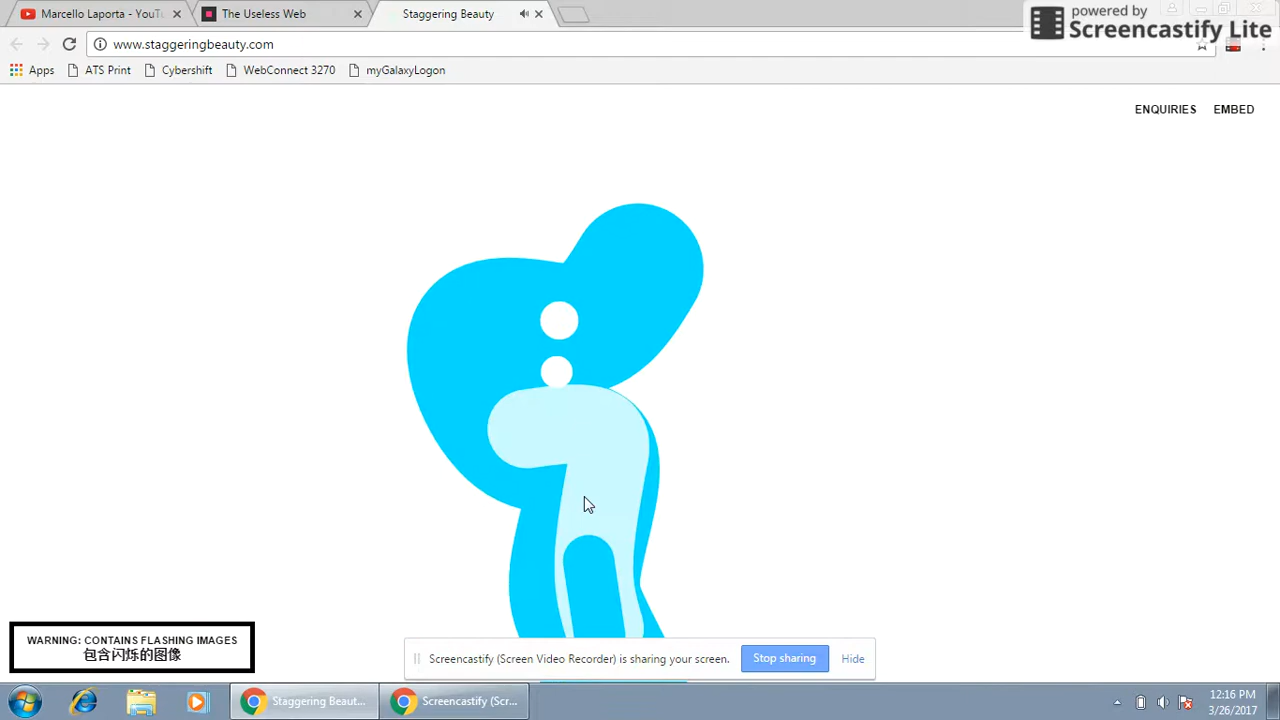 Marcello Laporta - YouTu
The Useless Web
Staggering Beauty
powered by
Screencastify Lite
www.staggeringbeauty.com
Apps
ATS Print
Cybershift
WebConnect 3270
myGalaxyLogon
ENQUIRIES
EMBED
WARNING: CONTAINS FLASHING IMAGES
包含闪烁的图像
Screencastify (Screen Video Recorder) is sharing your screen.
Stop sharing
Hide
Staggering Beaut...
Screencastify (Scr...
12:16 PM
3/26/2017